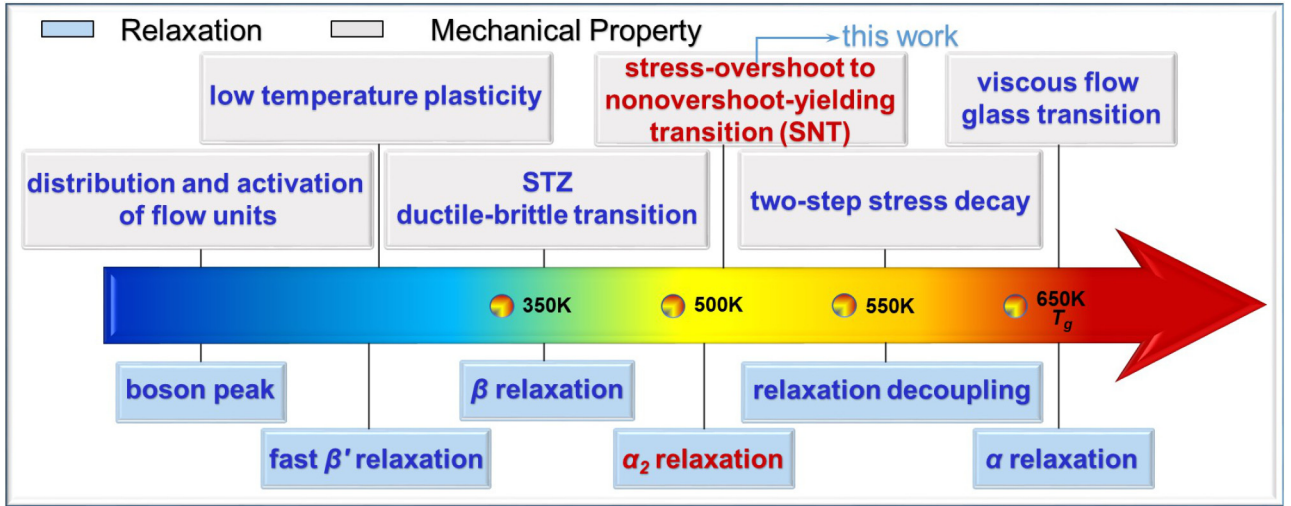 Relaxation
Mechanical Property
this work
low temperature plasticity
stress-overshoot to
nonovershoot-yielding
transition (SNT)
viscous flow
glass transition
distribution and activation
of flow units
STZ
ductile-brittle transition
two-step stress decay
350K
500K
550K
650K
Tg
boson peak
β relaxation
relaxation decoupling
fast β′ relaxation
α2 relaxation
α relaxation